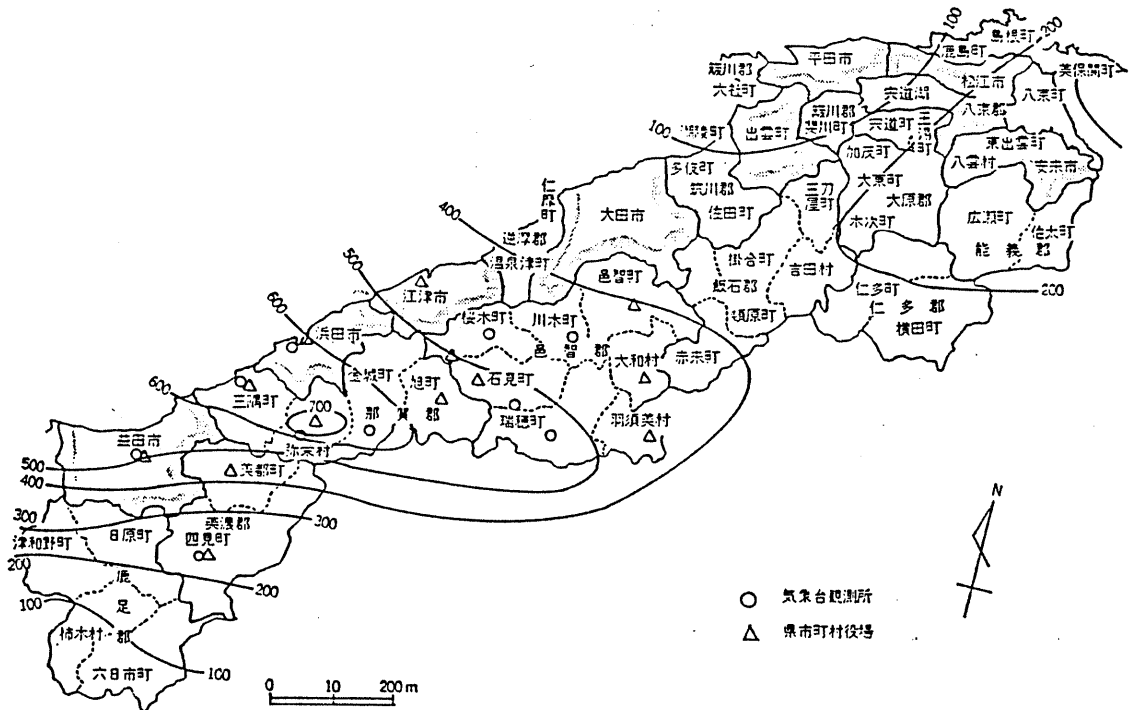 100
200
島根町
鹿島町
美保関町
平田市
簸川郡
大社町
宍道湖
松江市
八束町
八束郡
簸川郡
斐川町
宍道町
出雲市
100
湖陵町
加茂町
東出雲町
八雲村
安来市
多伎町
簸川郡
佐田町
三刀
屋町
大東町
大原郡
木次町
広瀬町
伯太町
能義郡
仁摩町
大田市
400
邇摩郡
温泉津町
掛合町
吉田村
飯石郡
頓原町
仁多町
仁多郡
横田町
200
500
江津市
邑智町
600
桜木町
川本町
邑智郡
浜田市
大和村
赤来町
金城町
旭町
石見町
600
三隅町
700
那賀郡
瑞穂町
羽須美村
益田市
弥栄村
500
美都町
400
300
美濃郡
300
津和野町
日原町
四見町
200
鹿
足
郡
200
100
柿木村
六日市町
100
N
気象台観測所
県市町村役場
0 10 200m